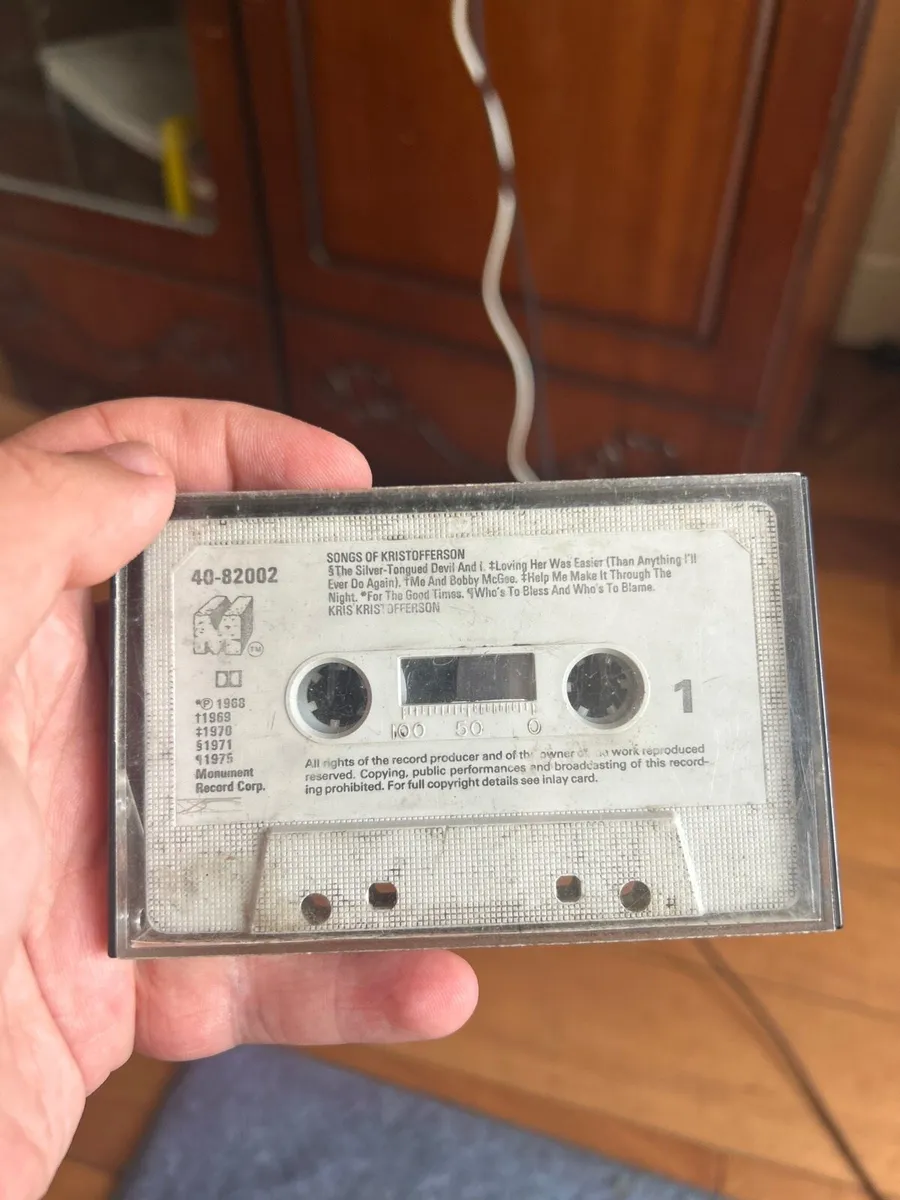 SONGS OF KRISTOFFERSON
§The Silver-Tongued Devil And I. ‡Loving Her Was Easier (Than Anything I'll
Ever Do Again). †Me And Bobby McGee. ‡Help Me Make It Through The
Night. *For The Good Times. ¶Who's To Bless And Who's To Blame.
KRIS KRISTOFFERSON
40-82002
M
TM
*℗ 1968
†1969
‡1970
§1971
¶1975
Monument
Record Corp.
1
100 50 0
All rights of the record producer and of the owner of the work reproduced
reserved. Copying, public performances and broadcasting of this record-
ing prohibited. For full copyright details see inlay card.